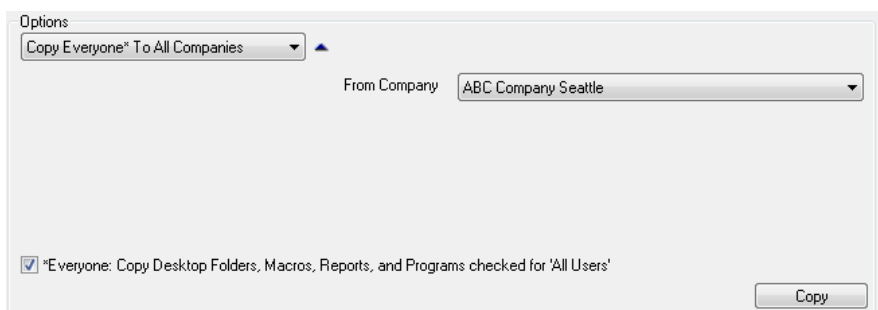 Options
Copy Everyone* To All Companies
From Company ABC Company Seattle
*Everyone: Copy Desktop Folders, Macros, Reports, and Programs checked for 'All Users'
Copy